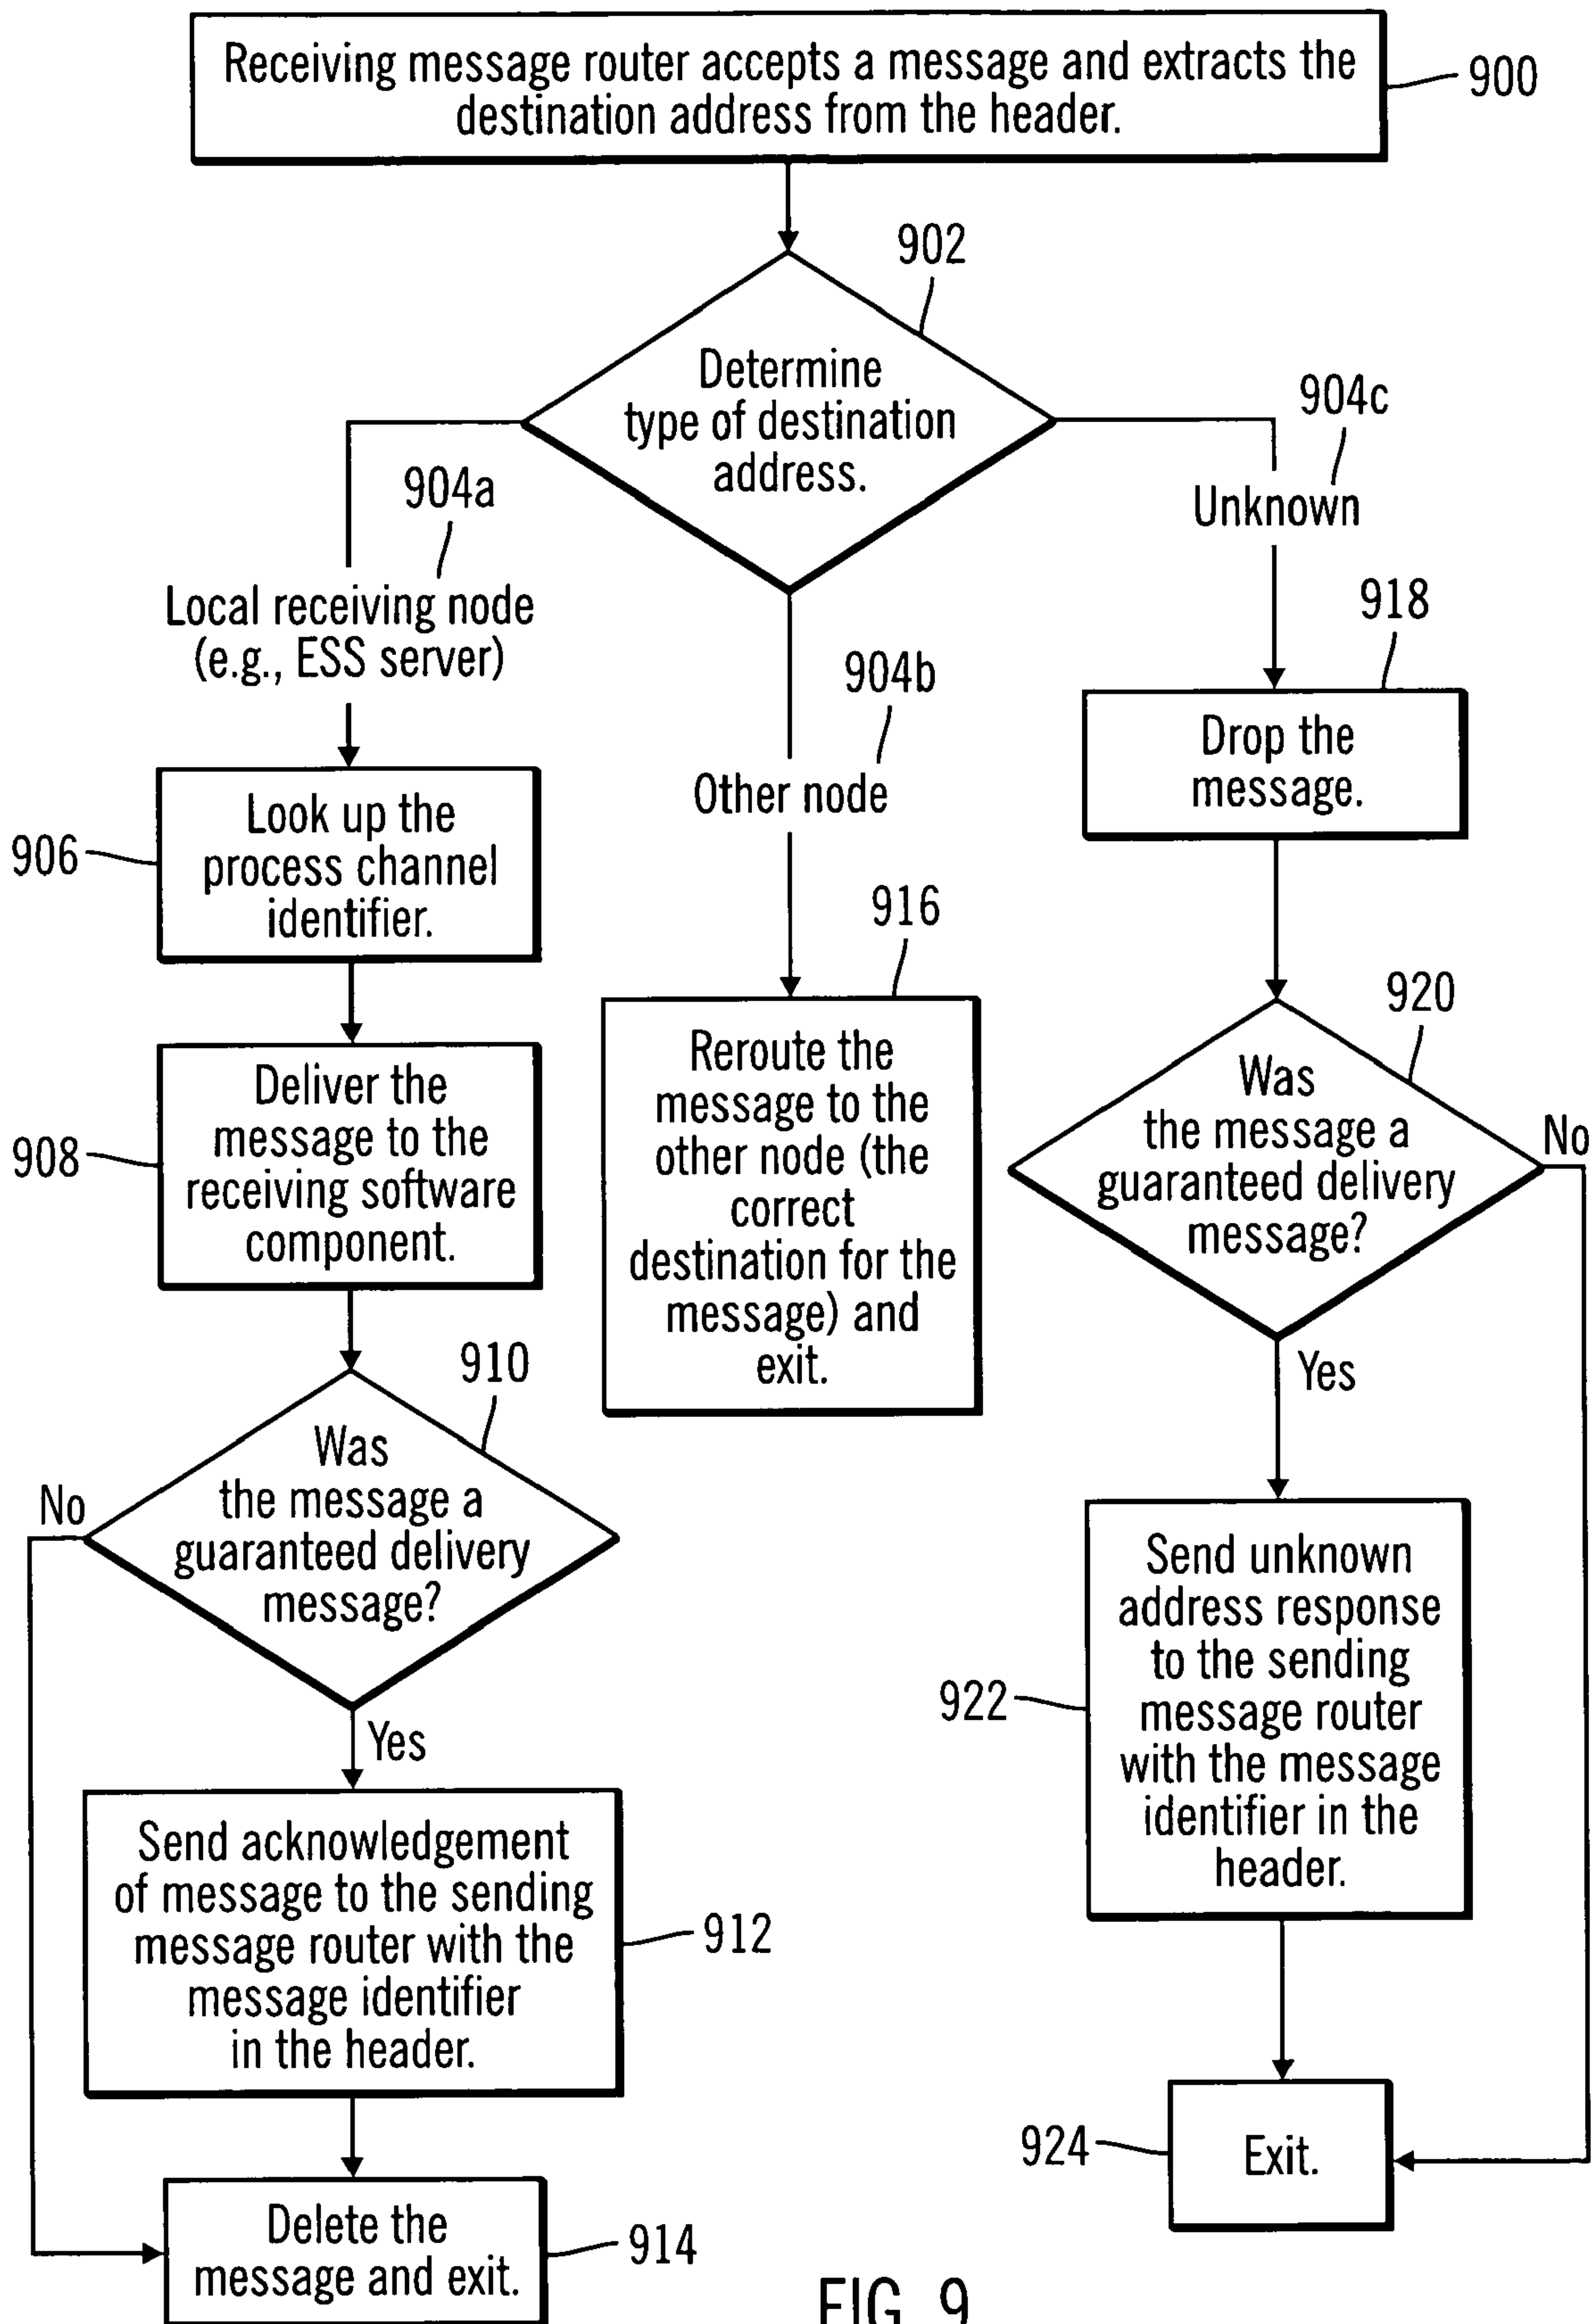 Receiving message router accepts a message and extracts the
destination address from the header.
900
902
Determine
type of destination
address.
904a
Local receiving node
(e.g., ESS server)
904b
Other node
904c
Unknown
906
Look up the
process channel
identifier.
908
Deliver the
message to the
receiving software
component.
910
Was
the message a
guaranteed delivery
message?
No
Yes
Send acknowledgement
of message to the sending
message router with the
message identifier
in the header.
912
Delete the
message and exit.
914
916
Reroute the
message to the
other node (the
correct
destination for the
message) and
exit.
918
Drop the
message.
920
Was
the message a
guaranteed delivery
message?
No
Yes
922
Send unknown
address response
to the sending
message router
with the message
identifier in the
header.
924
Exit.
FIG. 9